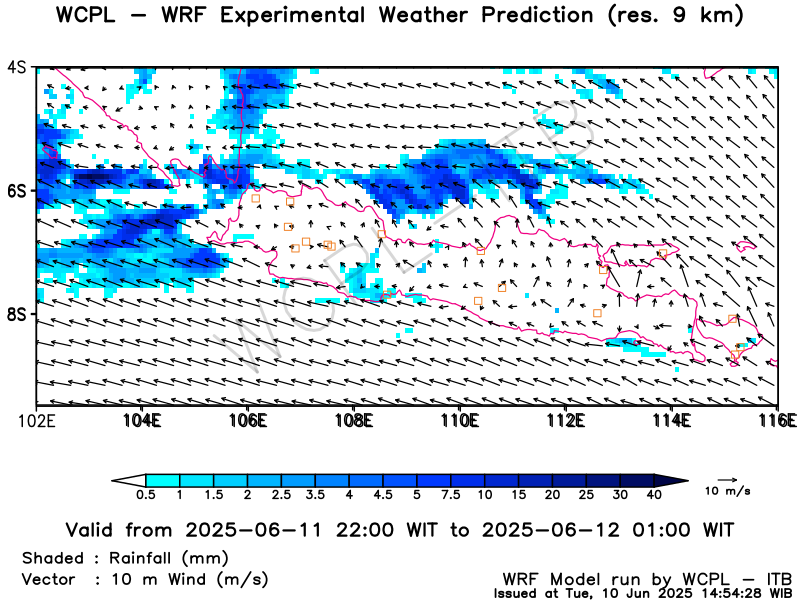 WCPL − WRF Experimental Weather Prediction (res. 9 km)
4S
6S
8S
102E 104E 106E 108E 110E 112E 114E 116E
WCPL-ITB
0.5 1 1.5 2 2.5 3.5 4 4.5 5 7.5 10 15 20 25 30 40
10 m/s
Valid from 2025−06−11 22:00 WIT to 2025−06−12 01:00 WIT
Shaded : Rainfall (mm)
Vector : 10 m Wind (m/s)
WRF Model run by WCPL − ITB
Issued at Tue, 10 Jun 2025 14:54:28 WIB